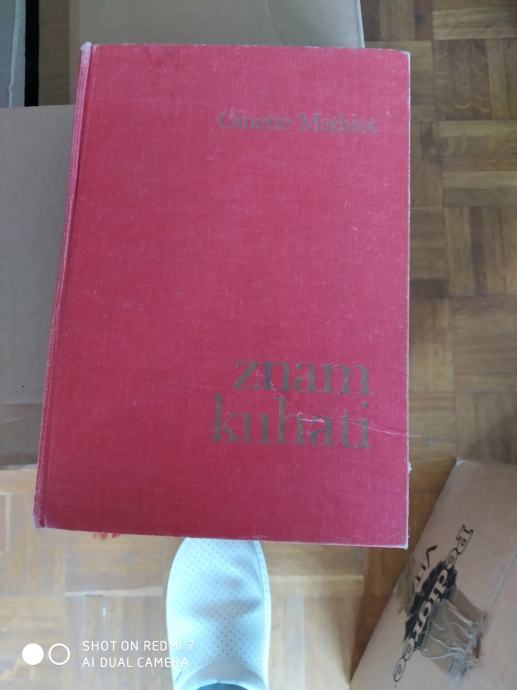 Ginette Mathiot
znam
kuhati
SHOT ON REDMI 7
AI DUAL CAMERA